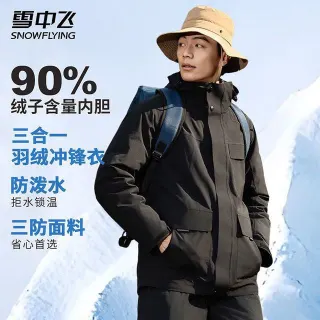 雪中飞
SNOWFLYING
90%
绒子含量内胆
三合一
羽绒冲锋衣
防泼水
拒水锁温
三防面料
省心首选